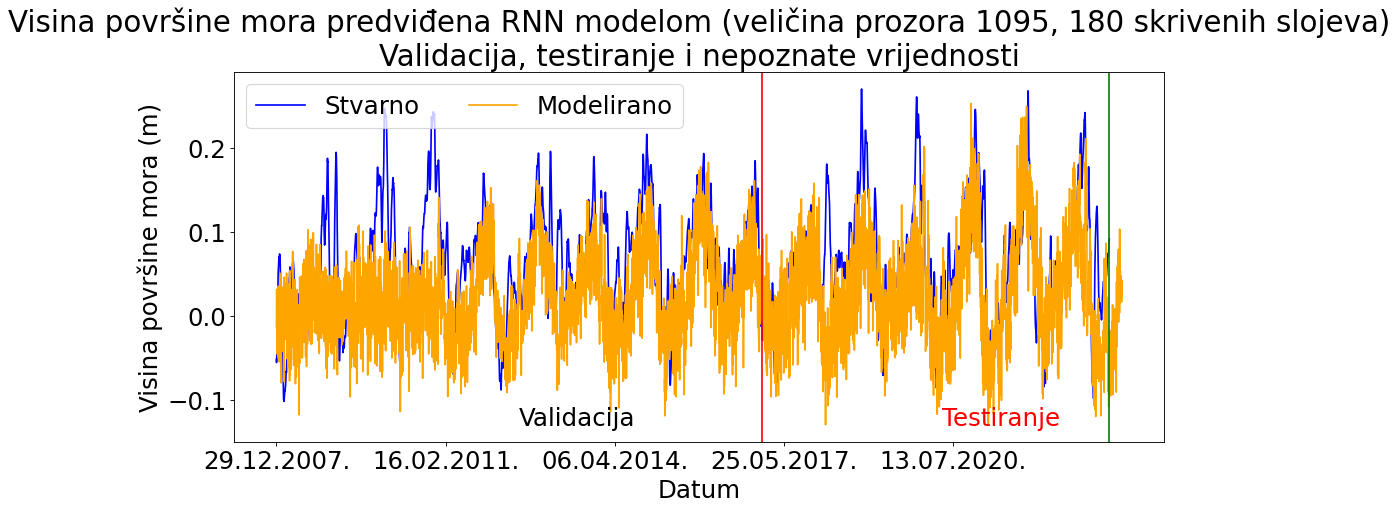 Visina površine mora predviđena RNN modelom (veličina prozora 1095, 180 skrivenih slojeva)
Validacija, testiranje i nepoznate vrijednosti
Stvarno Modelirano
Visina površine mora (m)
0.2
0.1
0.0
−0.1
Validacija Testiranje
29.12.2007. 16.02.2011. 06.04.2014. 25.05.2017. 13.07.2020.
Datum